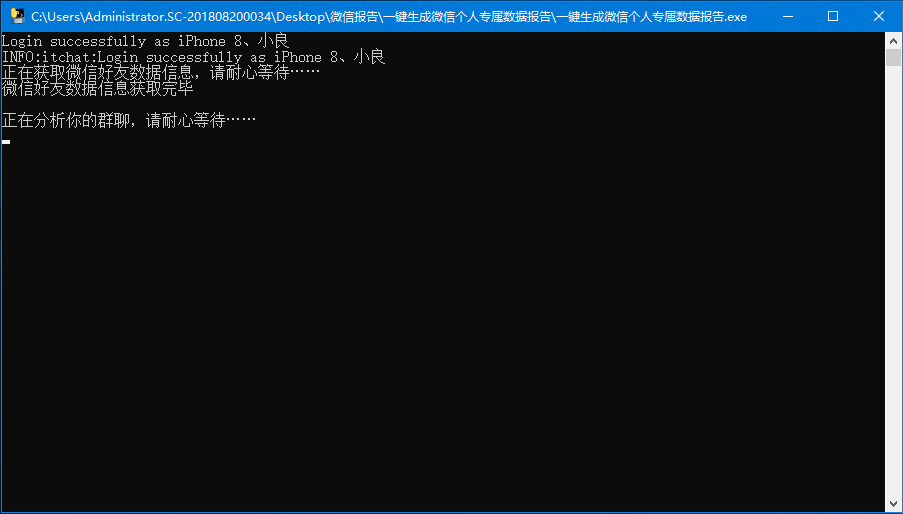 C:\Users\Administrator.SC-201808200034\Desktop\微信报告\一键生成微信个人专属数据报告\一键生成微信个人专属数据报告.exe
Login successfully as iPhone 8、小良
INFO:itchat:Login successfully as iPhone 8、小良
正在获取微信好友数据信息，请耐心等待……
微信好友数据信息获取完毕
正在分析你的群聊，请耐心等待……